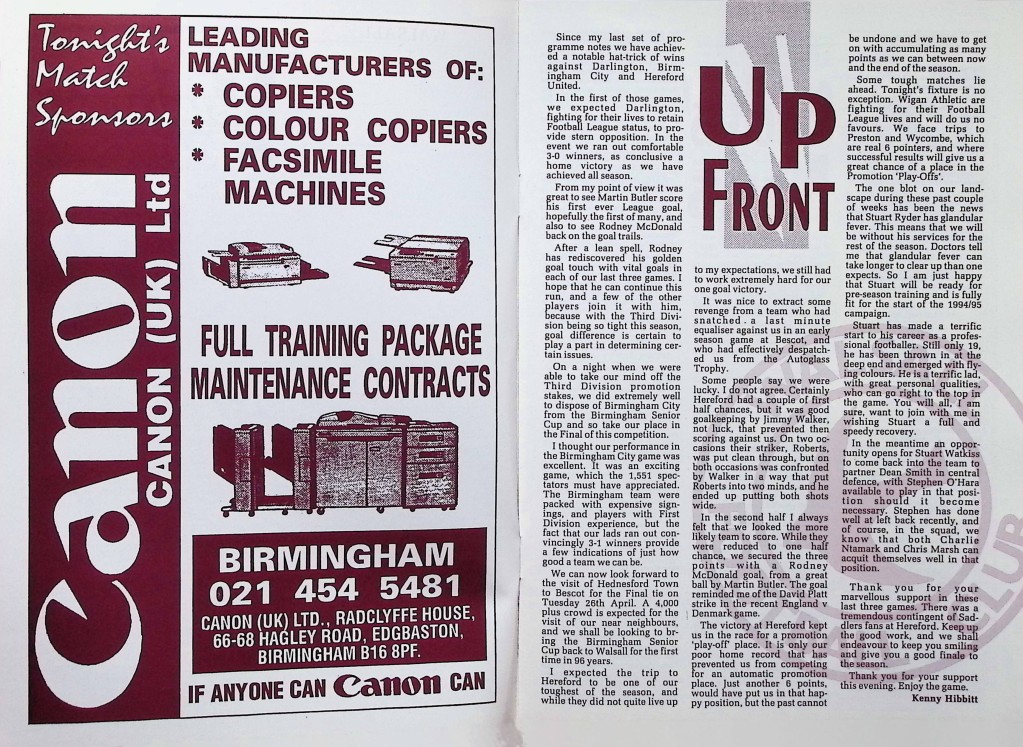 Tonight's
Match
Sponsors
Canon
CANON (UK) Ltd
LEADING
MANUFACTURERS OF:
* COPIERS
* COLOUR COPIERS
* FACSIMILE
MACHINES
FULL TRAINING PACKAGE
MAINTENANCE CONTRACTS
BIRMINGHAM
021 454 5481
CANON (UK) LTD., RADCLYFFE HOUSE,
66-68 HAGLEY ROAD, EDGBASTON,
BIRMINGHAM B16 8PF.
IF ANYONE CAN Canon CAN
UP
FRONT
Since my last set of pro-
gramme notes we have achiev-
ed a notable hat-trick of wins
against Darlington, Birm-
ingham City and Hereford
United.
In the first of those games,
we expected Darlington,
fighting for their lives to retain
Football League status, to pro-
vide stern opposition. In the
event we ran out comfortable
3-0 winners, as conclusive a
home victory as we have
achieved all season.
From my point of view it was
great to see Martin Butler score
his first ever League goal,
hopefully the first of many, and
also to see Rodney McDonald
back on the goal trails.
After a lean spell, Rodney
has rediscovered his golden
goal touch with vital goals in
each of our last three games. I
hope that he can continue this
run, and a few of the other
players join it with him,
because with the Third Divi-
sion being so tight this season,
goal difference is certain to
play a part in determining cer-
tain issues.
On a night when we were
able to take our mind off the
Third Division promotion
stakes, we did extremely well
to dispose of Birmingham City
from the Birmingham Senior
Cup and so take our place in
the Final of this competition.
I thought our performance in
the Birmingham City game was
excellent. It was an exciting
game, which the 1,551 spec-
tators must have appreciated.
The Birmingham team were
packed with expensive sign-
ings, and players with First
Division experience, but the
fact that our lads ran out con-
vincingly 3-1 winners provide
a few indications of just how
good a team we can be.
We can now look forward to
the visit of Hednesford Town
to Bescot for the Final tie on
Tuesday 26th April. A 4,000
plus crowd is expected for the
visit of our near neighbours,
and we shall be looking to br-
ing the Birmingham Senior
Cup back to Walsall for the first
time in 96 years.
I expected the trip to
Hereford to be one of our
toughest of the season, and
while they did not quite live up
to my expectations, we still had
to work extremely hard for our
one goal victory.
It was nice to extract some
revenge from a team who had
snatched a last minute
equaliser against us in an early
season game at Bescot, and
who had effectively despatch-
ed us from the Autoglass
Trophy.
Some people say we were
lucky. I do not agree. Certainly
Hereford had a couple of first
half chances, but it was good
goalkeeping by Jimmy Walker,
not luck, that prevented then
scoring against us. On two oc-
casions their striker, Roberts,
was put clean through, but on
both occasions was confronted
by Walker in a way that put
Roberts into two minds, and he
ended up putting both shots
wide.
In the second half I always
felt that we looked the more
likely team to score. While they
were reduced to one half
chance, we secured the three
points with a Rodney
McDonald goal, from a great
ball by Martin Butler. The goal
reminded me of the David Platt
strike in the recent England v
Denmark game.
The victory at Hereford kept
us in the race for a promotion
'play-off' place. It is only our
poor home record that has
prevented us from competing
for an automatic promotion
place. Just another 6 points,
would have put us in that hap-
py position, but the past cannot
be undone and we have to get
on with accumulating as many
points as we can between now
and the end of the season.
Some tough matches lie
ahead. Tonight's fixture is no
exception. Wigan Athletic are
fighting for their Football
League lives and will do us no
favours. We face trips to
Preston and Wycombe, which
are real 6 pointers, and where
successful results will give us a
great chance of a place in the
Promotion 'Play-Offs'.
The one blot on our land-
scape during these past couple
of weeks has been the news
that Stuart Ryder has glandular
fever. This means that we will
be without his services for the
rest of the season. Doctors tell
me that glandular fever can
take longer to clear up than one
expects. So I am just happy
that Stuart will be ready for
pre-season training and is fully
fit for the start of the 1994/95
campaign.
Stuart has made a terrific
start to his career as a profes-
sional footballer. Still only 19,
he has been thrown in at the
deep end and emerged with fly-
ing colours. He is a terrific lad,
with great personal qualities,
who can go right to the top in
the game. You will all, I am
sure, want to join with me in
wishing Stuart a full and
speedy recovery.
In the meantime an oppor-
tunity opens for Stuart Watkiss
to come back into the team to
partner Dean Smith in central
defence, with Stephen O'Hara
available to play in that posi-
tion should it become
necessary. Stephen has done
well at left back recently, and
of course, in the squad, we
know that both Charlie
Ntamark and Chris Marsh can
acquit themselves well in that
position.
Thank you for your
marvellous support in these
last three games. There was a
tremendous contingent of Sad-
dlers fans at Hereford. Keep up
the good work, and we shall
endeavour to keep you smiling
and give you a good finale to
the season.
Thank you for your support
this evening. Enjoy the game.
Kenny Hibbitt